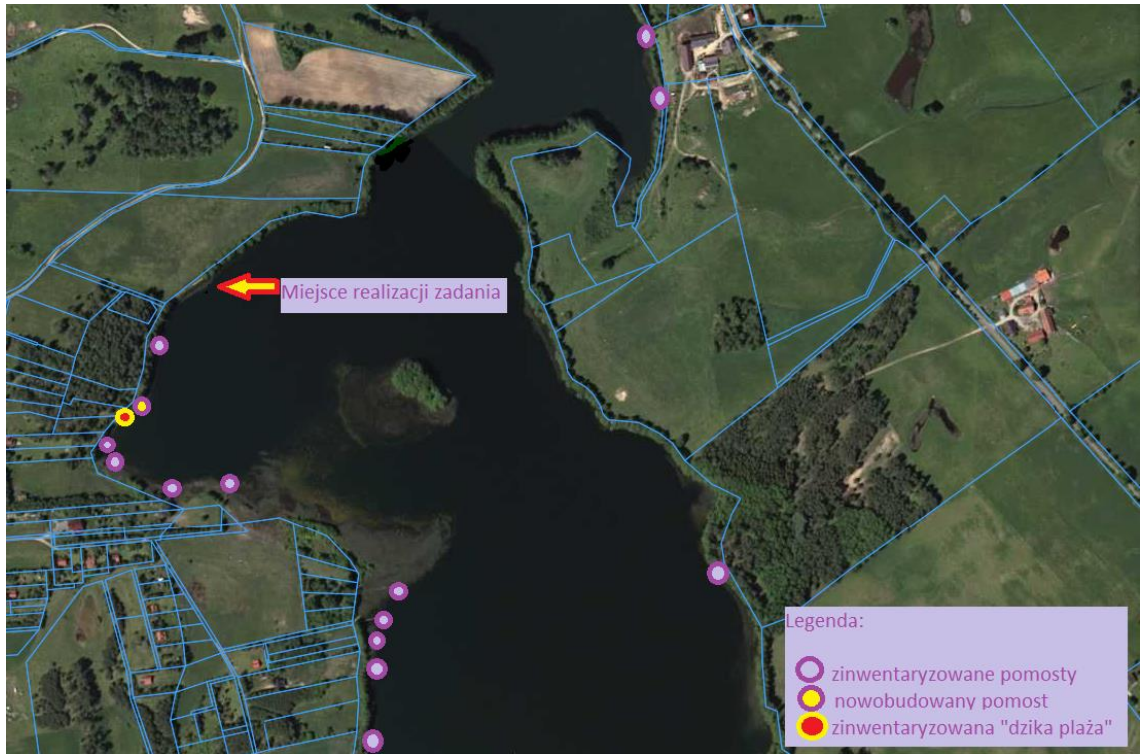 Miejsce realizacji zadania
Legenda:
zinwentaryzowane pomosty
nowobudowany pomost
zinwentaryzowana "dzika plaża"